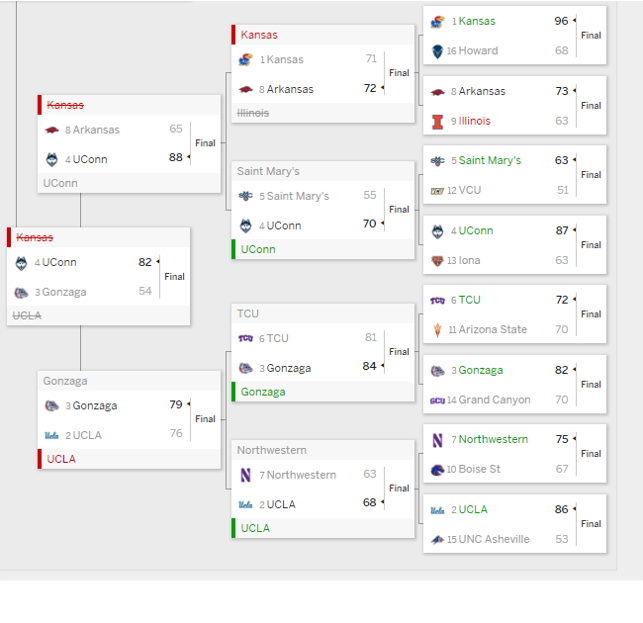 1 Kansas 96
16 Howard 68
Final
8 Arkansas 73
9 Illinois 63
Final
5 Saint Mary's 63
12 VCU 51
Final
4 UConn 87
13 Iona 63
Final
6 TCU 72
11 Arizona State 70
Final
3 Gonzaga 82
14 Grand Canyon 70
Final
7 Northwestern 75
10 Boise St 67
Final
2 UCLA 86
15 UNC Asheville 53
Final
Kansas
1 Kansas 71
8 Arkansas 72
Final
Illinois
Saint Mary's
5 Saint Mary's 55
4 UConn 70
Final
UConn
TCU
6 TCU 81
3 Gonzaga 84
Final
Gonzaga
Northwestern
7 Northwestern 63
2 UCLA 68
Final
UCLA
Kansas
8 Arkansas 65
4 UConn 88
Final
UConn
Gonzaga
3 Gonzaga 79
2 UCLA 76
Final
UCLA
Kansas
4 UConn 82
3 Gonzaga 54
Final
UCLA